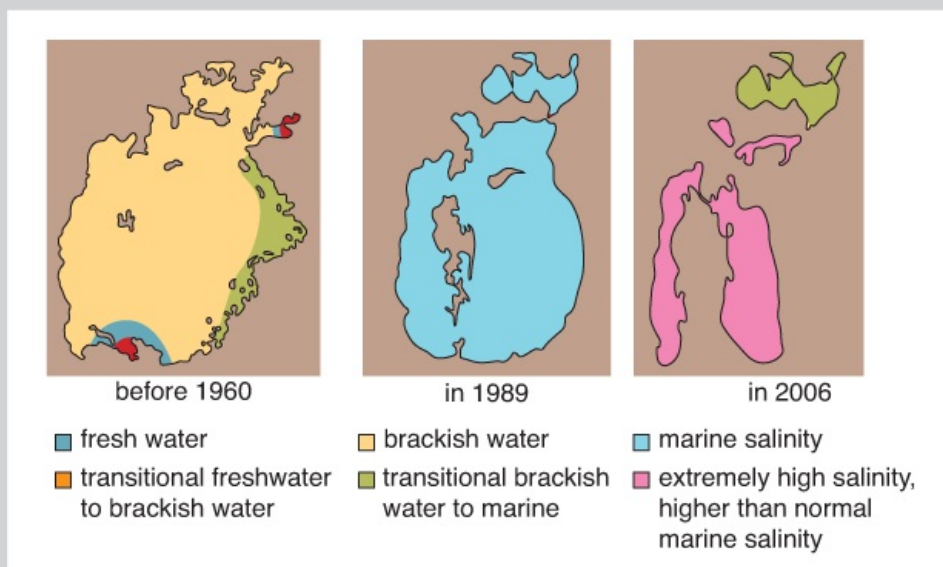 before 1960
in 1989
in 2006
fresh water
transitional freshwater
to brackish water
brackish water
transitional brackish
water to marine
marine salinity
extremely high salinity,
higher than normal
marine salinity